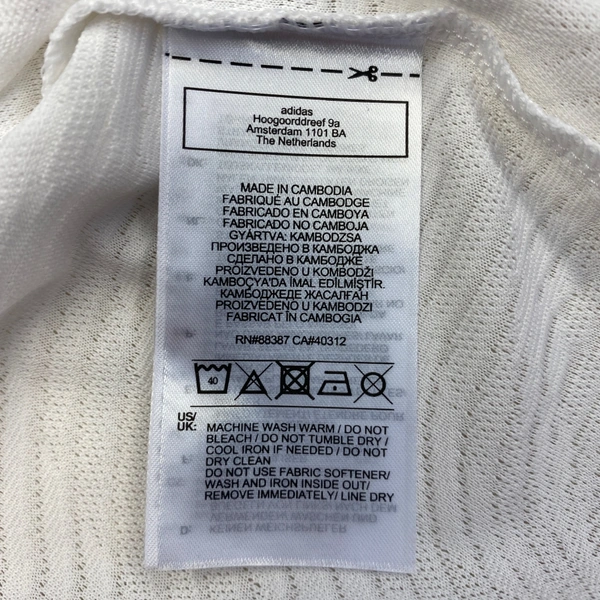 adidas
Hoogoorddreef 9a
Amsterdam 1101 BA
The Netherlands
MADE IN CAMBODIA
FABRIQUÉ AU CAMBODGE
FABRICADO EN CAMBOYA
FABRICADO NO CAMBOJA
GYÁRTVA: KAMBODZSA
ПРОИЗВЕДЕНО В КАМБОДЖА
СДЕЛАНО В КАМБОДЖЕ
PROIZVEDENO U KOMBODŽI
KAMBOÇYA'DA İMAL EDİLMİŞTİR.
КАМБОДЖЕДЕ ЖАСАЛҒАН
PROIZVEDENO U KAMBODZI
FABRICAT ÎN CAMBOGIA
RN#88387 CA#40312
40
US/
UK: MACHINE WASH WARM / DO NOT
BLEACH / DO NOT TUMBLE DRY /
COOL IRON IF NEEDED / DO NOT
DRY CLEAN
DO NOT USE FABRIC SOFTENER/
WASH AND IRON INSIDE OUT/
REMOVE IMMEDIATELY/ LINE DRY